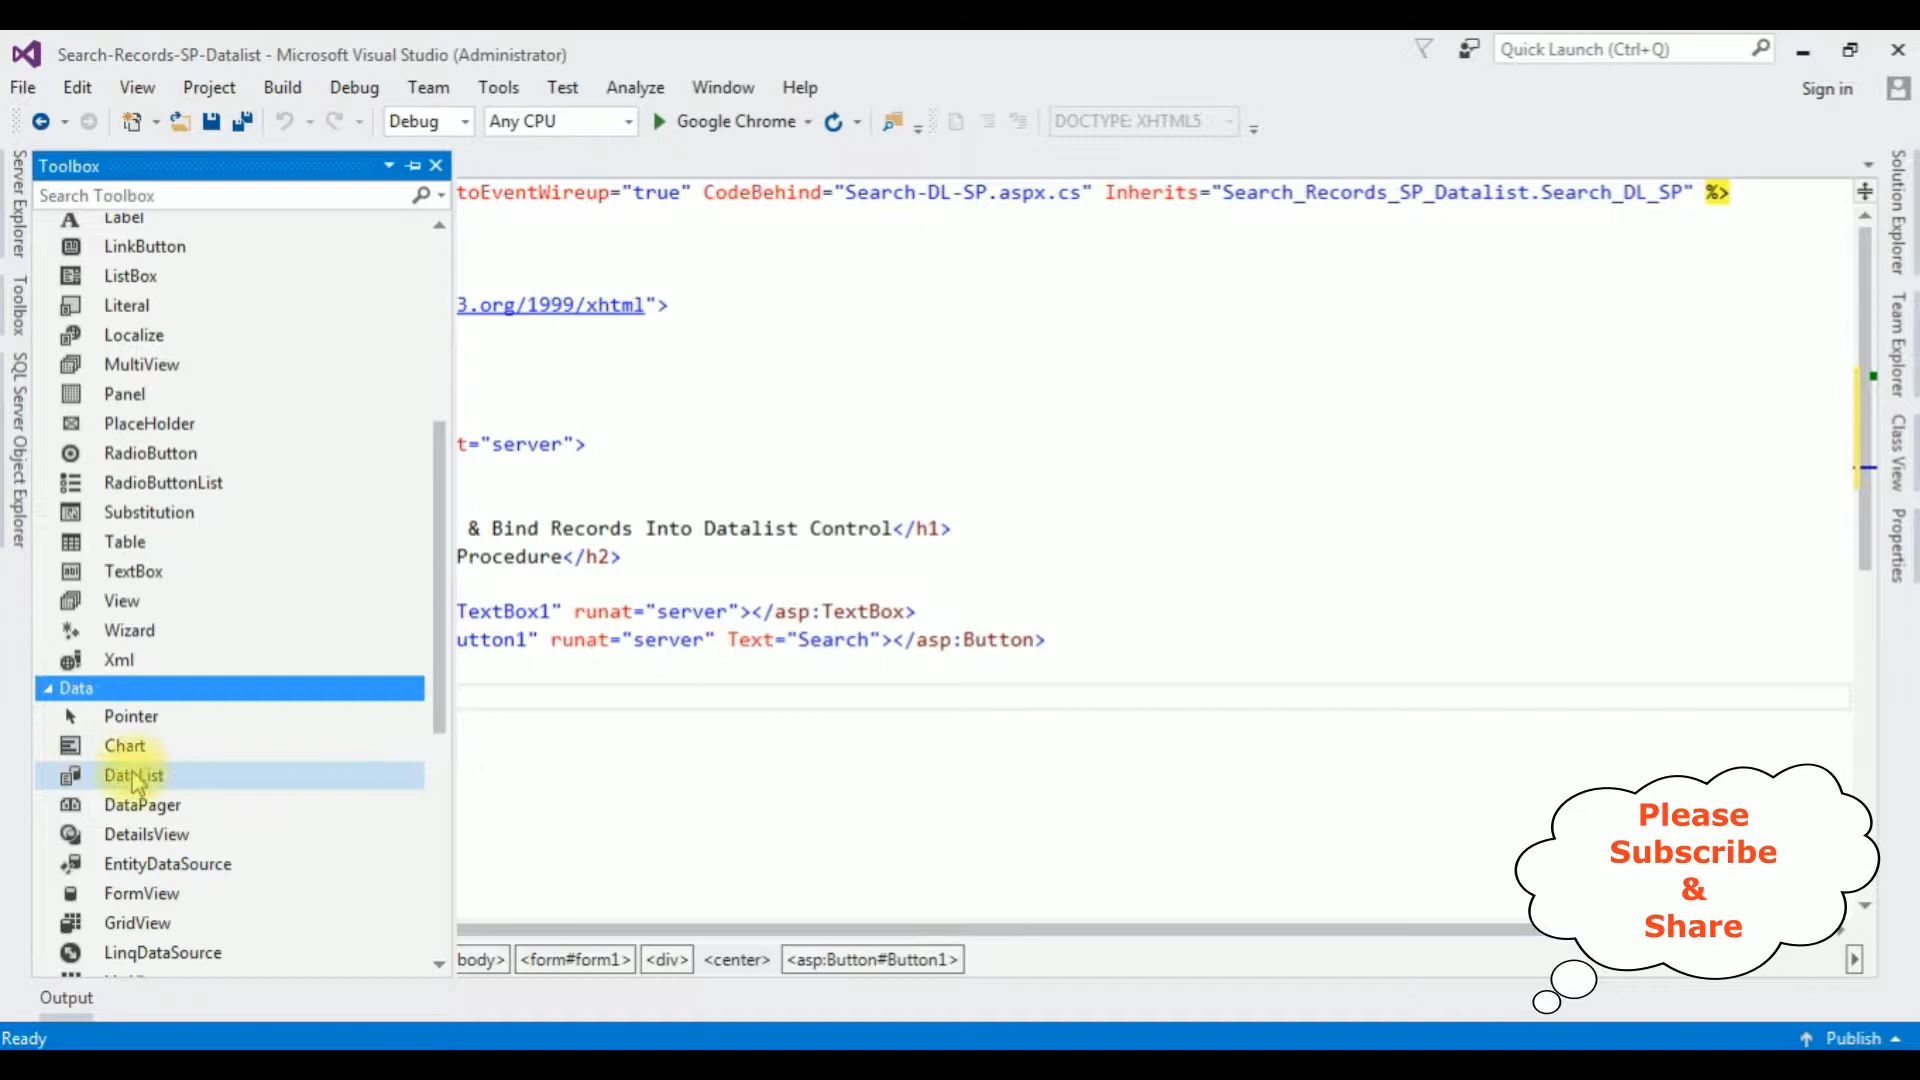 Search-Records-SP-Datalist - Microsoft Visual Studio (Administrator)
Quick Launch (Ctrl+Q)
File Edit View Project Build Debug Team Tools Test Analyze Window Help
Sign in
Debug Any CPU Google Chrome DOCTYPE: XHTML5
Server Explorer
Toolbox
SQL Server Object Explorer
Toolbox
Search Toolbox
Label
LinkButton
ListBox
Literal
Localize
MultiView
Panel
PlaceHolder
RadioButton
RadioButtonList
Substitution
Table
TextBox
View
Wizard
Xml
Data
Pointer
Chart
DataList
DataPager
DetailsView
EntityDataSource
FormView
GridView
LinqDataSource
toEventWireup="true" CodeBehind="Search-DL-SP.aspx.cs" Inherits="Search_Records_SP_Datalist.Search_DL_SP" %>
3.org/1999/xhtml">
t="server">
& Bind Records Into Datalist Control</h1>
Procedure</h2>
TextBox1" runat="server"></asp:TextBox>
utton1" runat="server" Text="Search"></asp:Button>
body> <form#form1> <div> <center> <asp:Button#Button1>
Solution Explorer
Team Explorer
Class View
Properties
Please
Subscribe
&
Share
Output
Ready
Publish